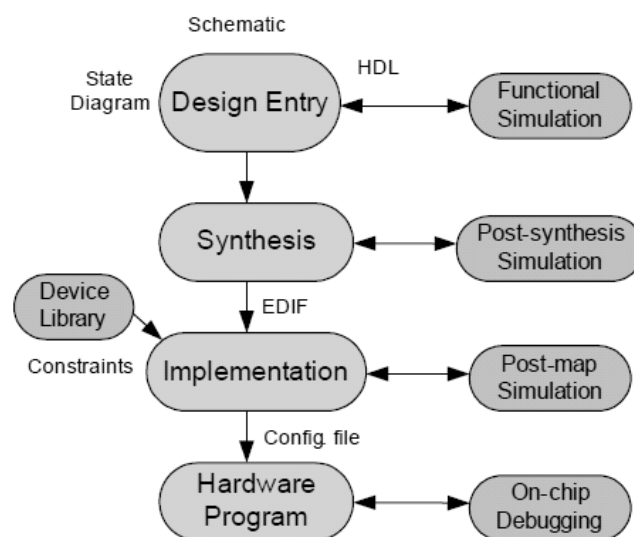 Schematic
State
Diagram
Design Entry
HDL
Functional
Simulation
Synthesis
Post-synthesis
Simulation
Device
Library
EDIF
Constraints
Implementation
Post-map
Simulation
Config. file
Hardware
Program
On-chip
Debugging